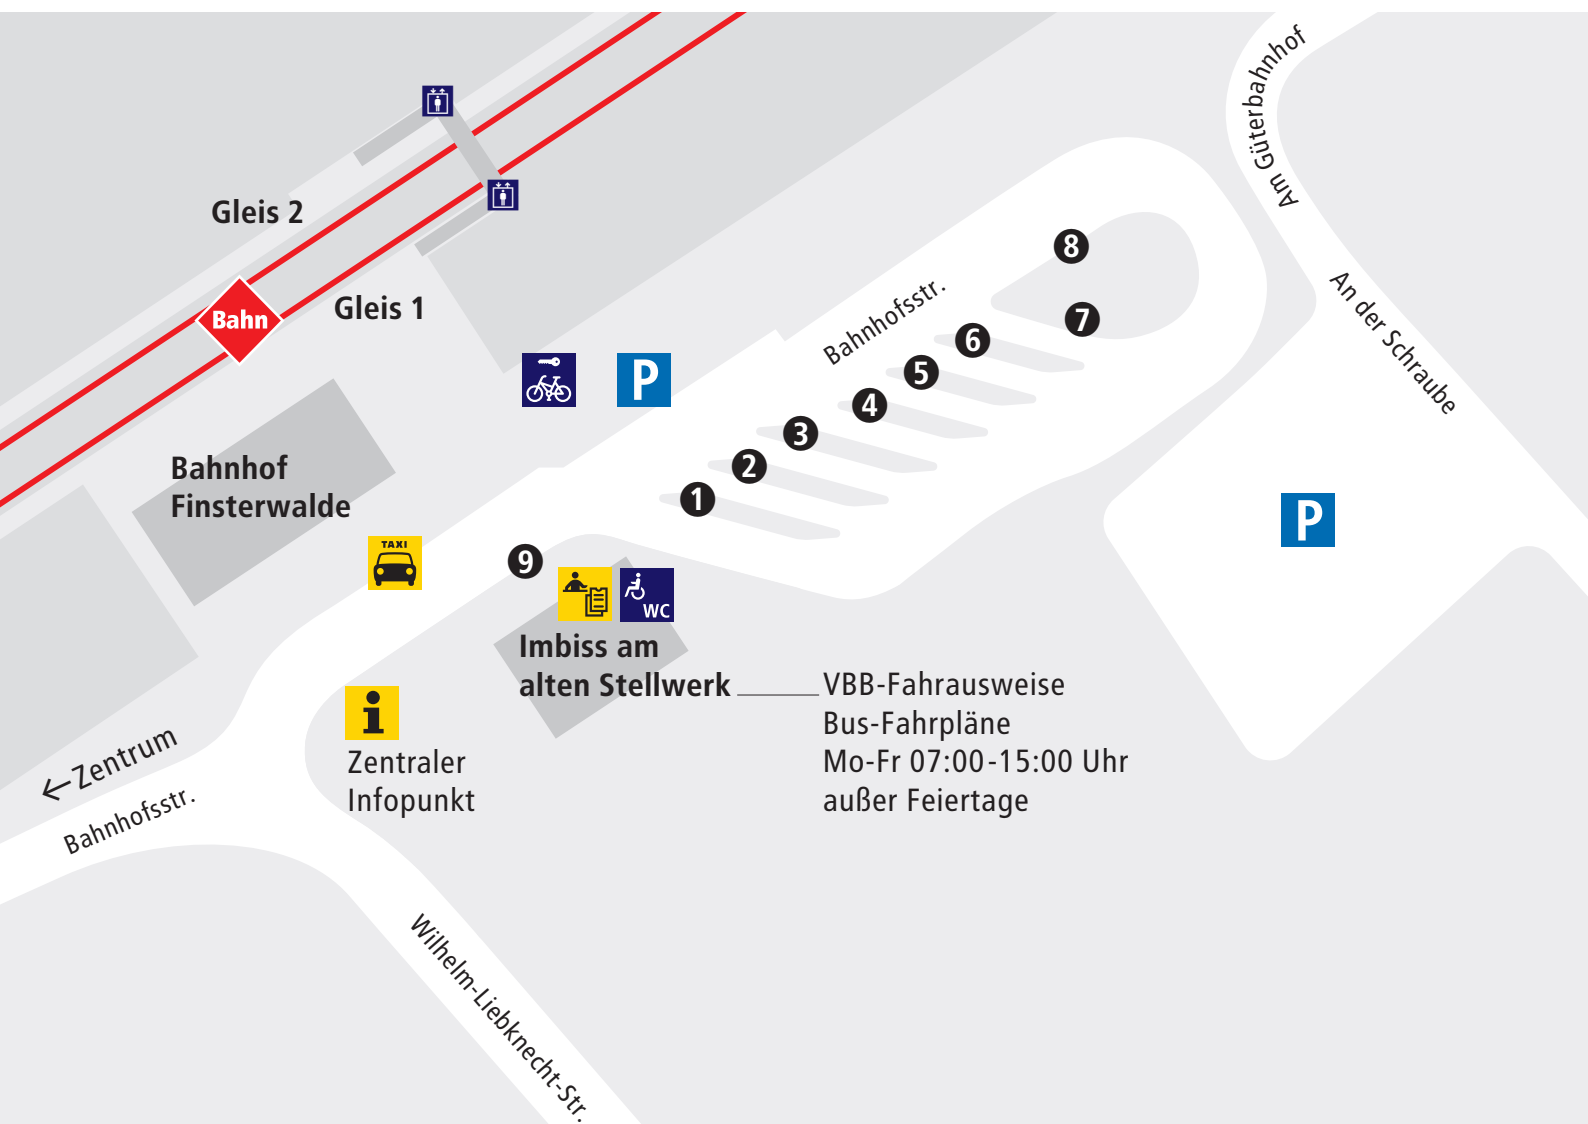 Am Güterbahnhof
Gleis 2
Gleis 1
Bahn
8
Bahnhofsstr.
7
An der Schraube
6
5
4
3
2
1
P
Bahnhof
Finsterwalde
P
TAXI
9
WC
Imbiss am
alten Stellwerk
VBB-Fahrausweise
Bus-Fahrpläne
Mo-Fr 07:00-15:00 Uhr
außer Feiertage
i
Zentraler
Infopunkt
←Zentrum
Bahnhofsstr.
Wilhelm-Liebknecht-Str.